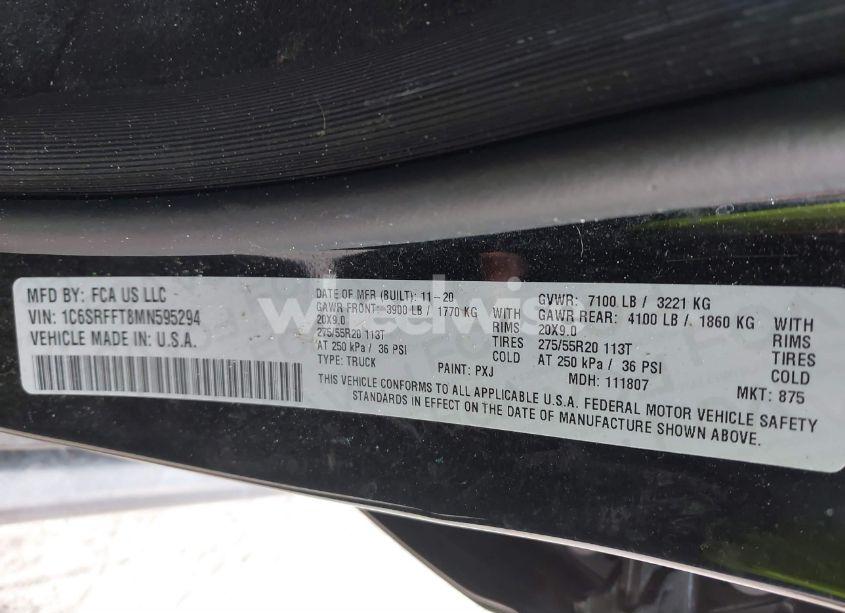 MFD BY: FCA US LLC
VIN: 1C6SRFFT8MN595294
VEHICLE MADE IN: U.S.A.
DATE OF MFR (BUILT): 11-20
GAWR FRONT: 3900 LB / 1770 KG WITH
20X9.0 RIMS
275/55R20 113T TIRES
AT 250 kPa / 36 PSI COLD
TYPE: TRUCK PAINT: PXJ
GVWR: 7100 LB / 3221 KG
GAWR REAR: 4100 LB / 1860 KG WITH
20X9.0 RIMS
275/55R20 113T TIRES
AT 250 kPa / 36 PSI COLD
MDH: 111807 MKT: 875
THIS VEHICLE CONFORMS TO ALL APPLICABLE U.S.A. FEDERAL MOTOR VEHICLE SAFETY
STANDARDS IN EFFECT ON THE DATE OF MANUFACTURE SHOWN ABOVE.